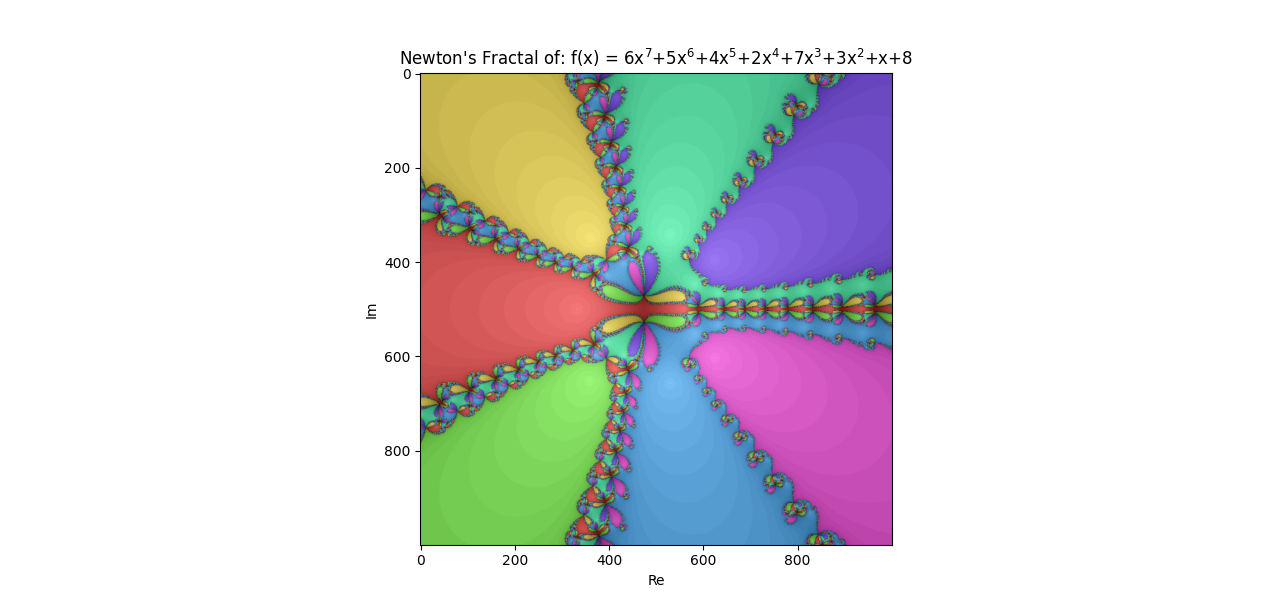 Newton's Fractal of: f(x) = 6x⁷+5x⁶+4x⁵+2x⁴+7x³+3x²+x+8
0
200
400
600
800
Im
0 200 400 600 800
Re